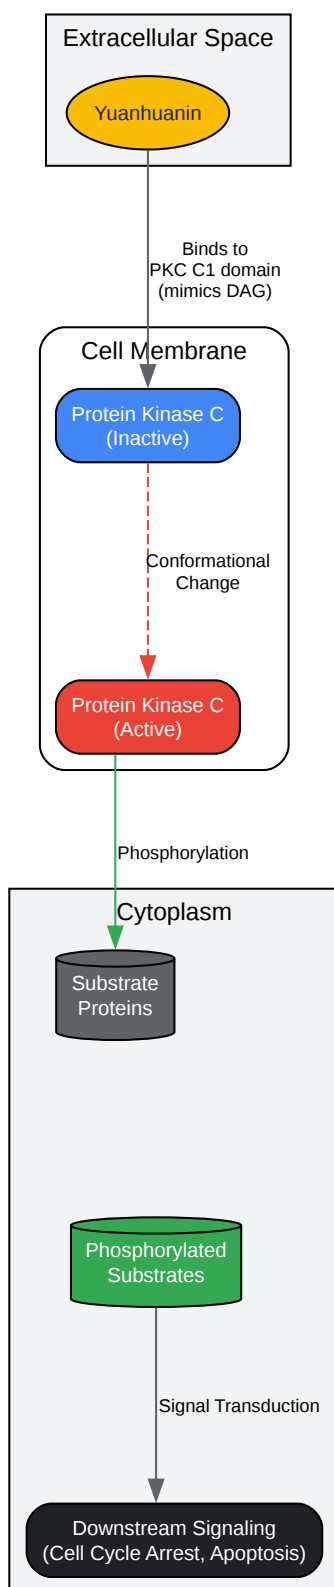 Extracellular Space
Yuanhuanin
Binds to
PKC C1 domain
(mimics DAG)
Cell Membrane
Protein Kinase C
(Inactive)
Conformational
Change
Protein Kinase C
(Active)
Phosphorylation
Cytoplasm
Substrate
Proteins
Phosphorylated
Substrates
Signal Transduction
Downstream Signaling
(Cell Cycle Arrest, Apoptosis)